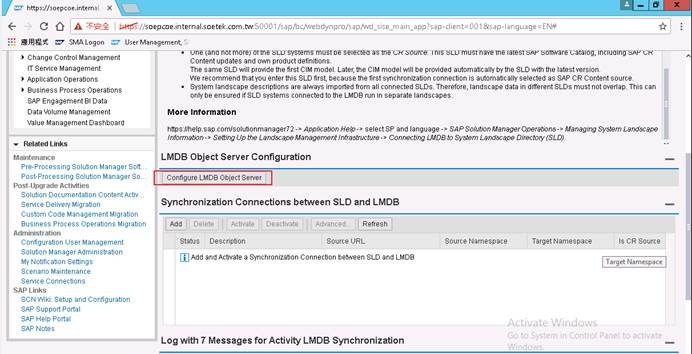 不安全 | https://soepcoe.internal.soetek.com.tw:50001/sap/bc/webdynpro/sap/wd_sise_main_app?sap-client=001&sap-language=EN#
應用程式 SMA Logon User Management, S
Change Control Management
IT Service Management
Application Operations
Business Process Operations
SAP Engagement BI Data
Data Volume Management
Value Management Dashboard
Related Links
Maintenance
Pre-Processing Solution Manager Soft...
Post-Processing Solution Manager So...
Post-Upgrade Activities
Solution Documentation Content Activ...
Service Delivery Migration
Custom Code Management Migration
Business Process Operations Migration
Administration
Configuration User Management
Solution Manager Administration
My Notification Settings
Scenario Maintenance
Service Connections
SAP Links
SCN Wiki: Setup and Configuration
SAP Support Portal
SAP Help Portal
SAP Notes
One (and not more) of the SLD systems must be selected as the CR Source. This SLD must have the latest SAP Software Catalog, including SAP CR
Content updates and own product definitions.
The same SLD will provide the first CIM model. Later, the CIM model will be provided automatically by the SLD with the latest version.
We recommend that you enter this SLD first, because the first synchronization connection is automatically selected as SAP CR Content source.
System landscape descriptions are always imported from all connected SLDs. Therefore, landscape data in different SLDs must not overlap. This can
only be ensured if SLD systems connected to the LMDB run in separate landscapes.
More Information
https://help.sap.com/solutionmanager72 -> Application Help -> select SP and language -> SAP Solution Manager Operations -> Managing System Landscape
Information -> Setting Up the Landscape Management Infrastructure -> Connecting LMDB to System Landscape Directory (SLD).
LMDB Object Server Configuration
Configure LMDB Object Server
Synchronization Connections between SLD and LMDB
Add Delete Activate Deactivate Advanced... Refresh
Status Description Source URL Source Namespace Target Namespace Is CR Source
Add and Activate a Synchronization Connection between SLD and LMDB
Target Namespace
Log with 7 Messages for Activity LMDB Synchronization
Activate Windows
Go to System in Control Panel to activate
Windows.